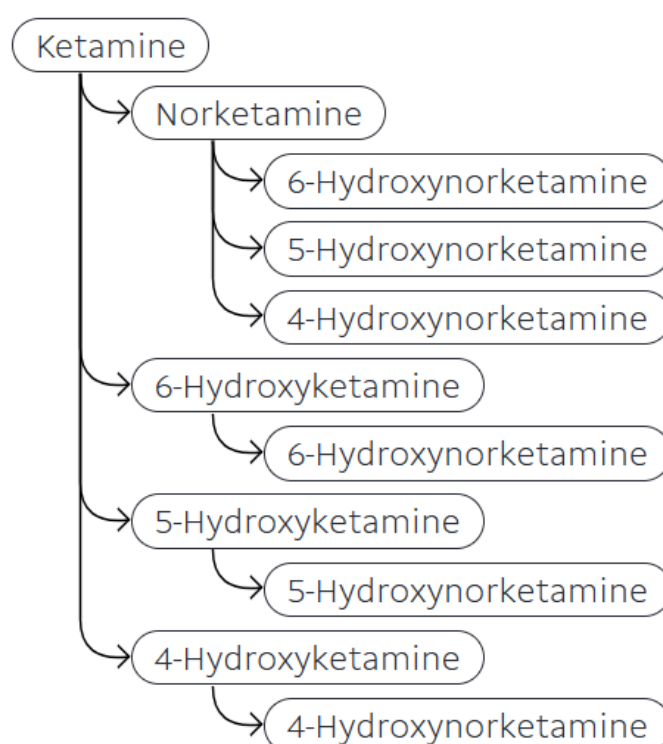 Ketamine
Norketamine
6-Hydroxynorketamine
5-Hydroxynorketamine
4-Hydroxynorketamine
6-Hydroxyketamine
6-Hydroxynorketamine
5-Hydroxyketamine
5-Hydroxynorketamine
4-Hydroxyketamine
4-Hydroxynorketamine